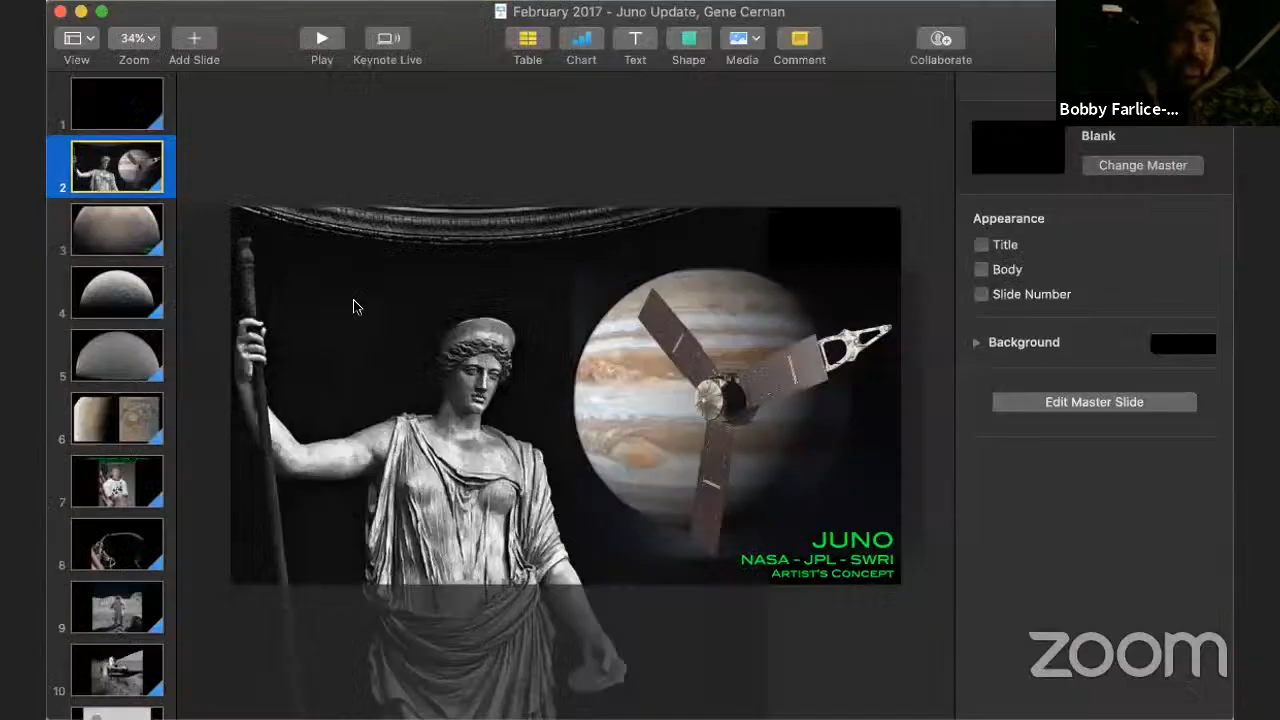 February 2017 - Juno Update, Gene Cernan
34%
View
Zoom
Add Slide
Play
Keynote Live
Table
Chart
Text
Shape
Media
Comment
Collaborate
Bobby Farlice-...
1
2
3
4
5
6
7
8
9
10
Blank
Change Master
Appearance
Title
Body
Slide Number
Background
Edit Master Slide
JUNO
NASA - JPL - SWRI
Artist's Concept
zoom